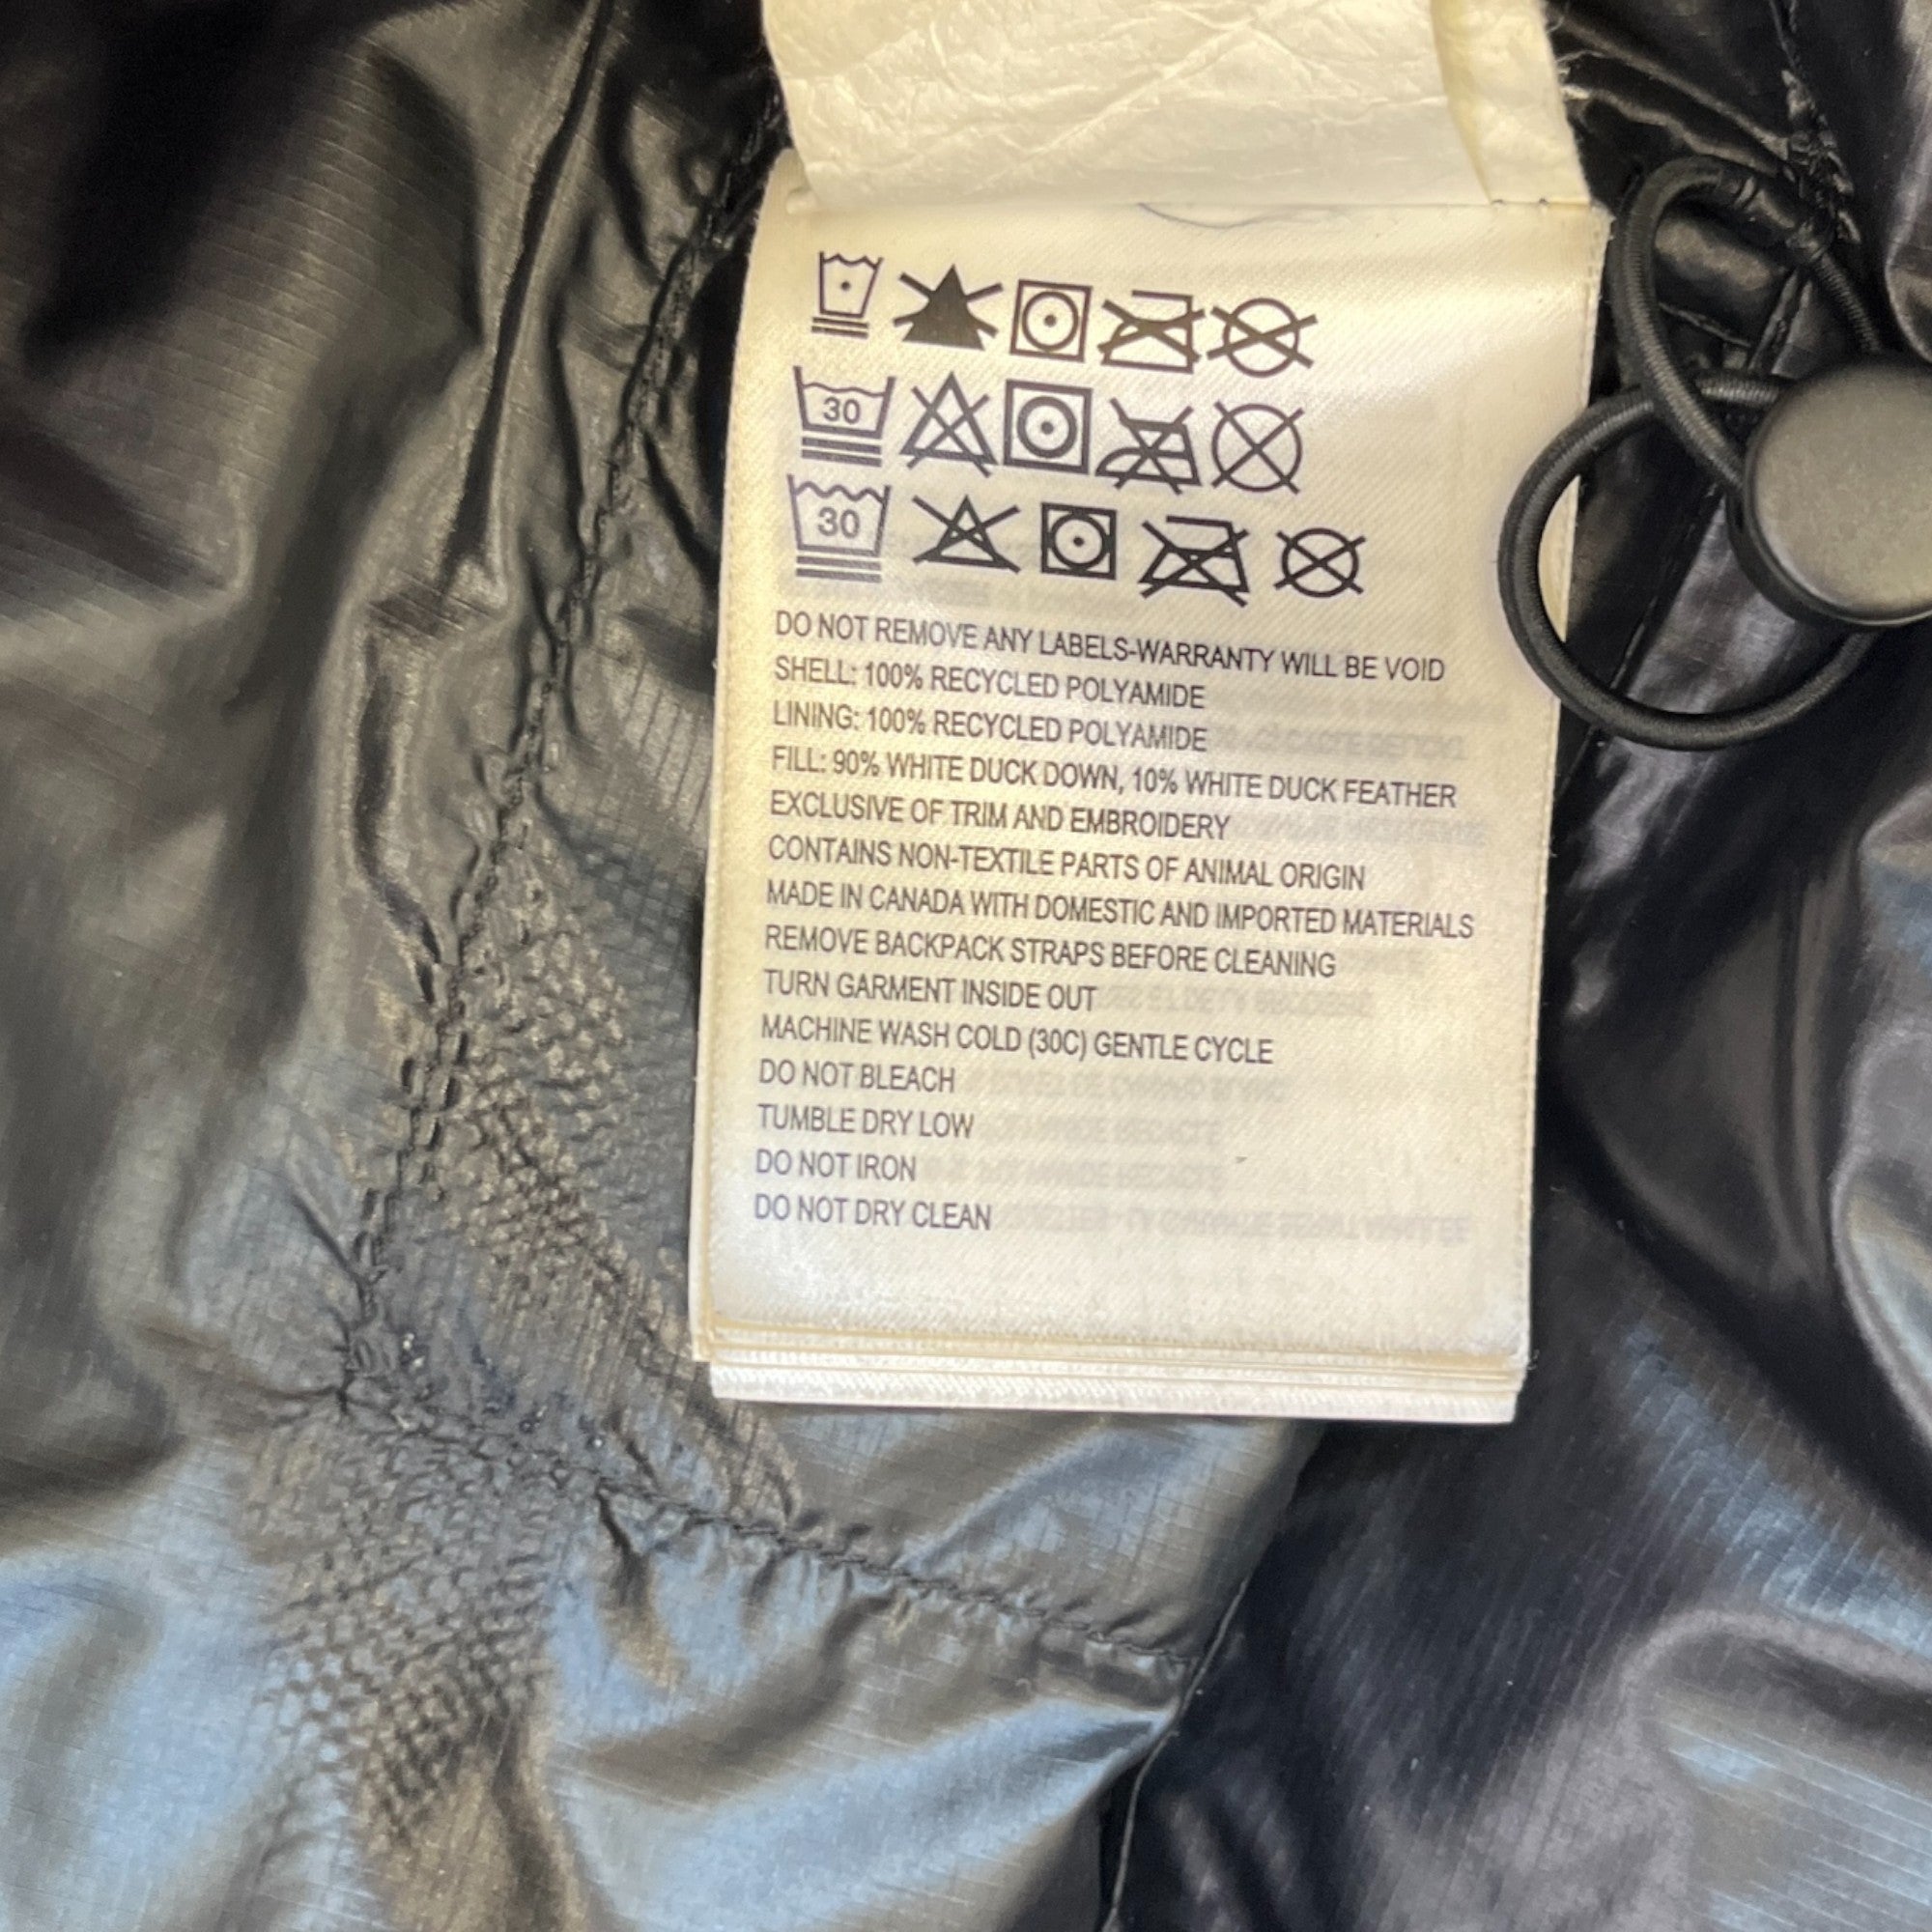 30
30
DO NOT REMOVE ANY LABELS-WARRANTY WILL BE VOID
SHELL: 100% RECYCLED POLYAMIDE
LINING: 100% RECYCLED POLYAMIDE
FILL: 90% WHITE DUCK DOWN, 10% WHITE DUCK FEATHER
EXCLUSIVE OF TRIM AND EMBROIDERY
CONTAINS NON-TEXTILE PARTS OF ANIMAL ORIGIN
MADE IN CANADA WITH DOMESTIC AND IMPORTED MATERIALS
REMOVE BACKPACK STRAPS BEFORE CLEANING
TURN GARMENT INSIDE OUT
MACHINE WASH COLD (30C) GENTLE CYCLE
DO NOT BLEACH
TUMBLE DRY LOW
DO NOT IRON
DO NOT DRY CLEAN